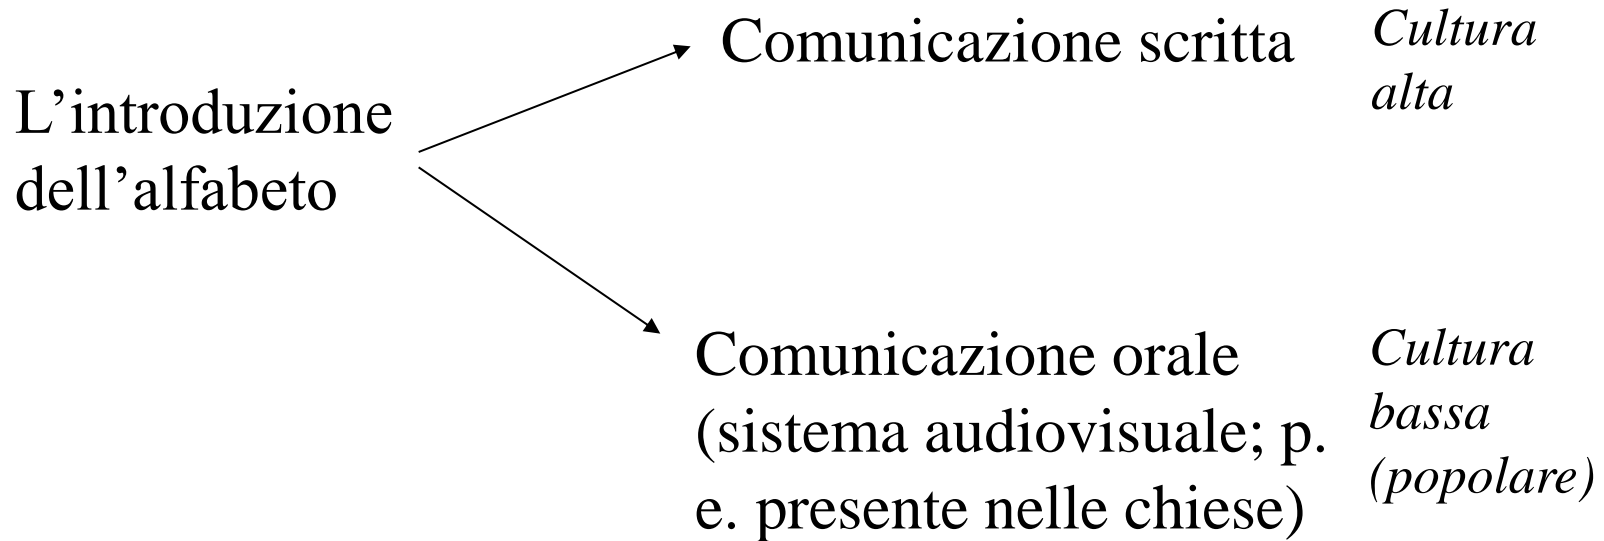 L’introduzione
dell’alfabeto
Comunicazione scritta
Cultura
alta
Comunicazione orale
(sistema audiovisuale; p.
e. presente nelle chiese)
Cultura
bassa
(popolare)